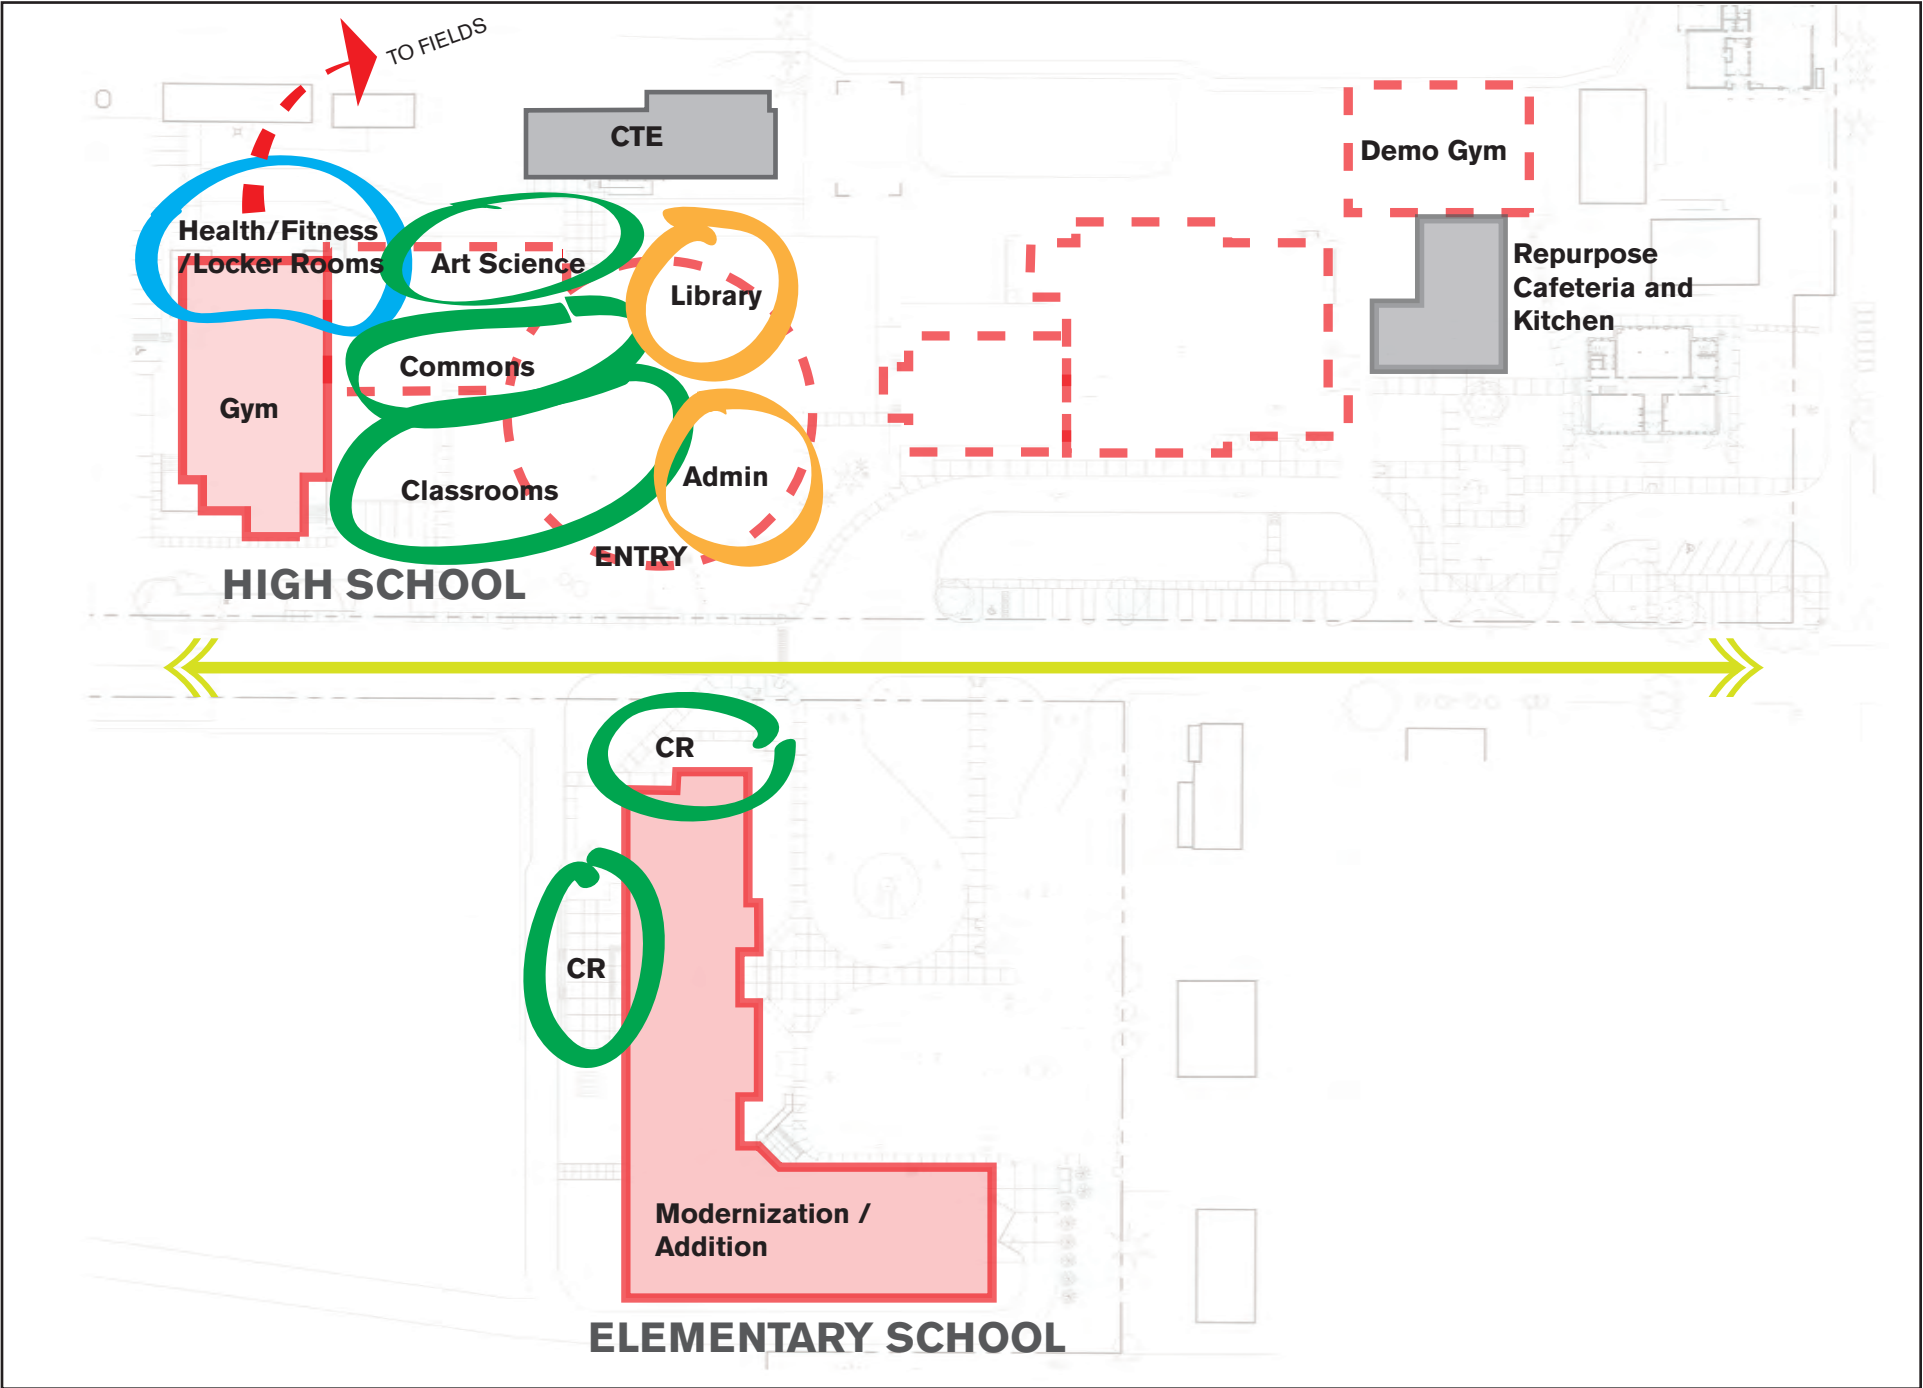 TO FIELDS
CTE
Demo Gym
Health/Fitness
/Locker Rooms
Art Science
Library
Repurpose
Cafeteria and
Kitchen
Commons
Gym
Classrooms
Admin
ENTRY
HIGH SCHOOL
CR
CR
Modernization /
Addition
ELEMENTARY SCHOOL